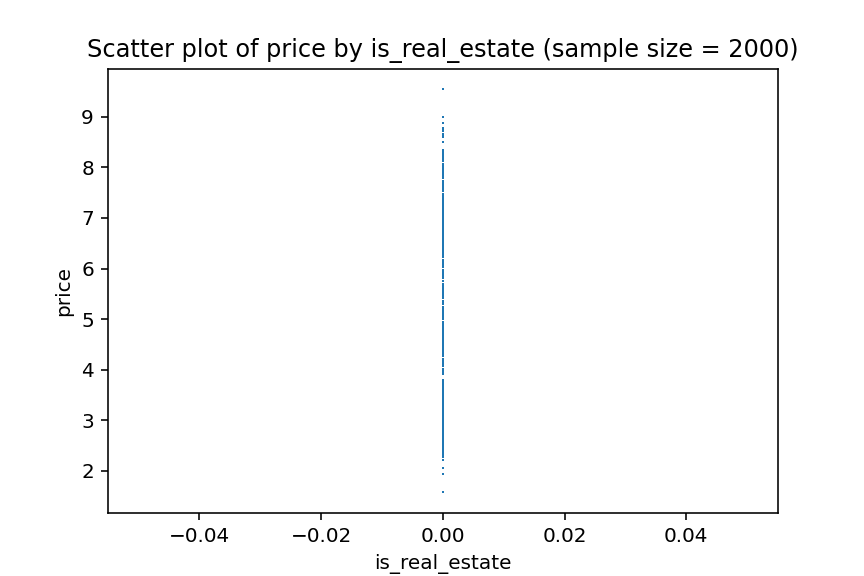 Scatter plot of price by is_real_estate (sample size = 2000)
9
8
7
6
5
4
3
2
price
−0.04 −0.02 0.00 0.02 0.04
is_real_estate